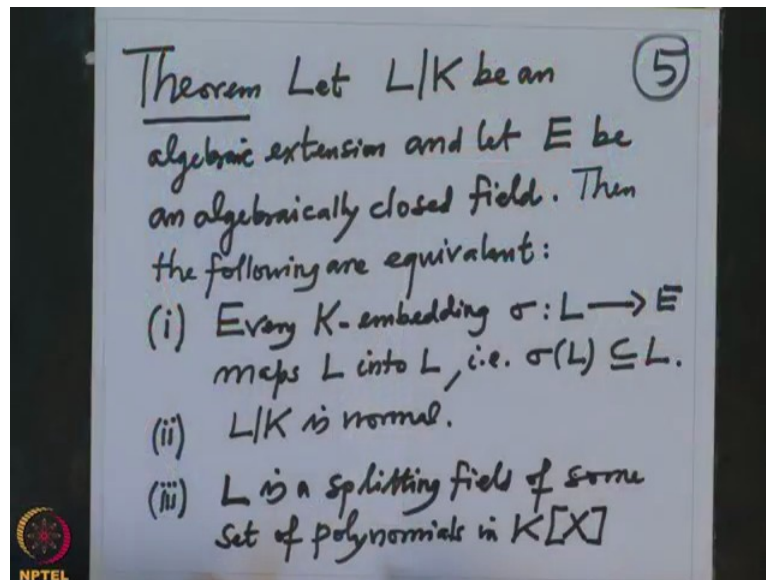 Theorem Let L|K be an
5
algebraic extension and let E be
an algebraically closed field. Then
the following are equivalent:
(i) Every K-embedding σ: L ⟶ E
maps L into L, i.e. σ(L) ⊆ L.
(ii) L|K is normal.
(iii) L is a splitting field of some
set of polynomials in K[X]
NPTEL